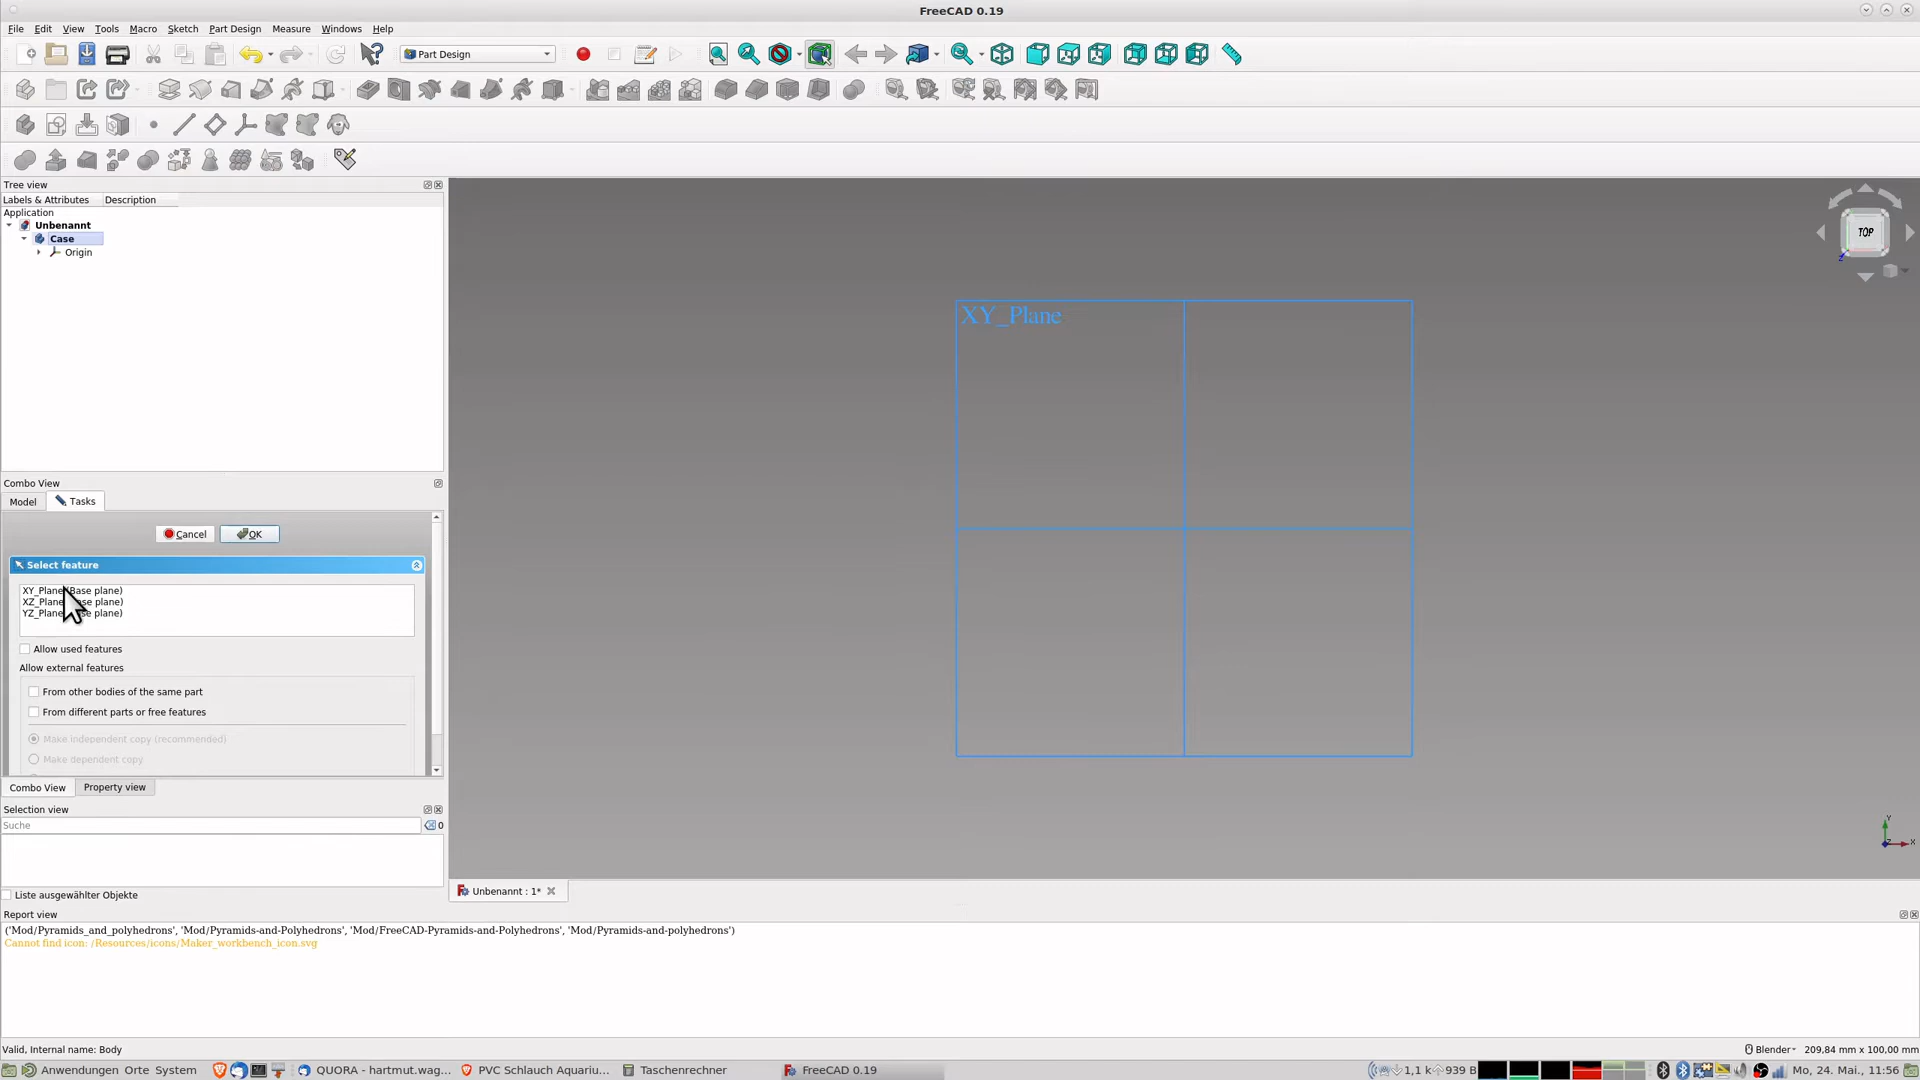 FreeCAD 0.19
File Edit View Tools Macro Sketch Part Design Measure Windows Help
Part Design
Tree view
Labels & Attributes Description
Application
Unbenannt
Case
Origin
TOP
Z
XY_Plane
Combo View
Model Tasks
Cancel OK
Select feature
XY_Plane (Base plane)
XZ_Plane plane)
YZ_Plane plane)
Allow used features
Allow external features
From other bodies of the same part
From different parts or free features
Make independent copy (recommended)
Make dependent copy
Combo View Property view
Selection view
Suche 0
Y
Z X
Unbenannt : 1*
Liste ausgewählter Objekte
Report view
('Mod/Pyramids_and_polyhedrons', 'Mod/Pyramids-and-Polyhedrons', 'Mod/FreeCAD-Pyramids-and-Polyhedrons', 'Mod/Pyramids-and-polyhedrons')
Cannot find icon: /Resources/icons/Maker_workbench_icon.svg
Valid, Internal name: Body Blender 209,84 mm x 100,00 mm
Anwendungen Orte System QUORA - hartmut.wag... PVC Schlauch Aquariu... Taschenrechner FreeCAD 0.19 1,1 k 939 B Mo, 24. Mai., 11:56